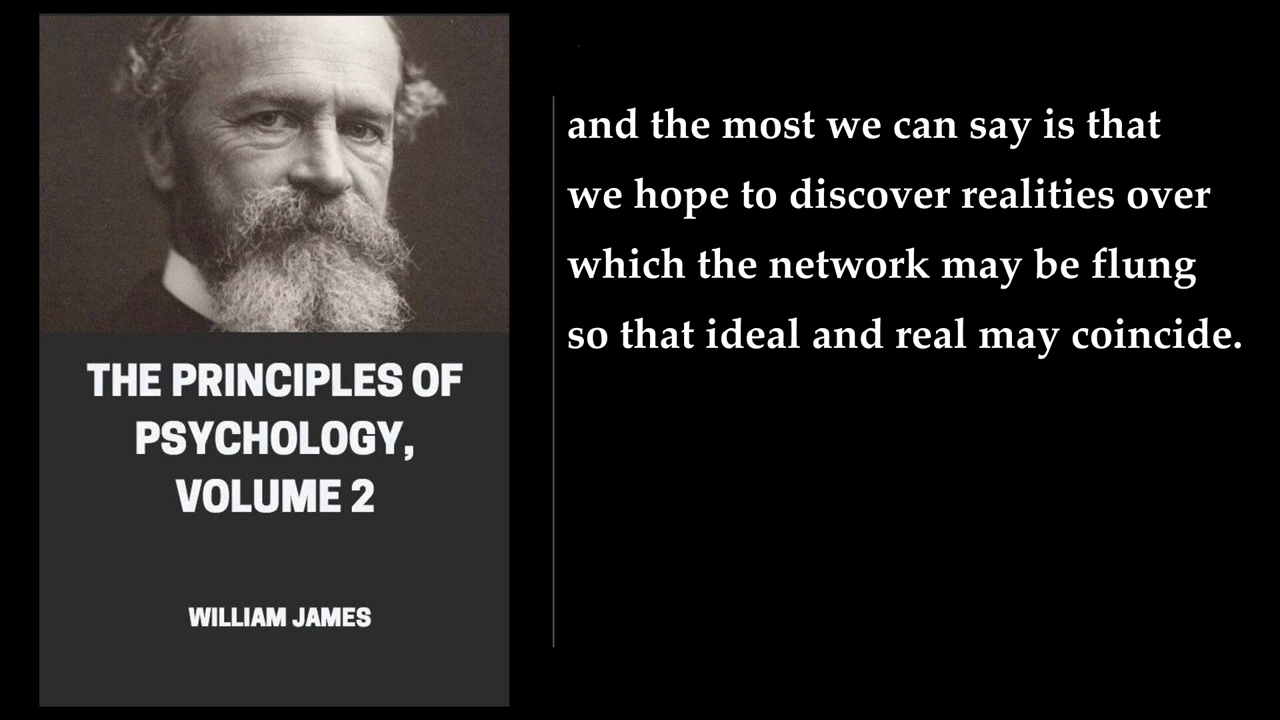 THE PRINCIPLES OF
PSYCHOLOGY,
VOLUME 2
WILLIAM JAMES
and the most we can say is that
we hope to discover realities over
which the network may be flung
so that ideal and real may coincide.